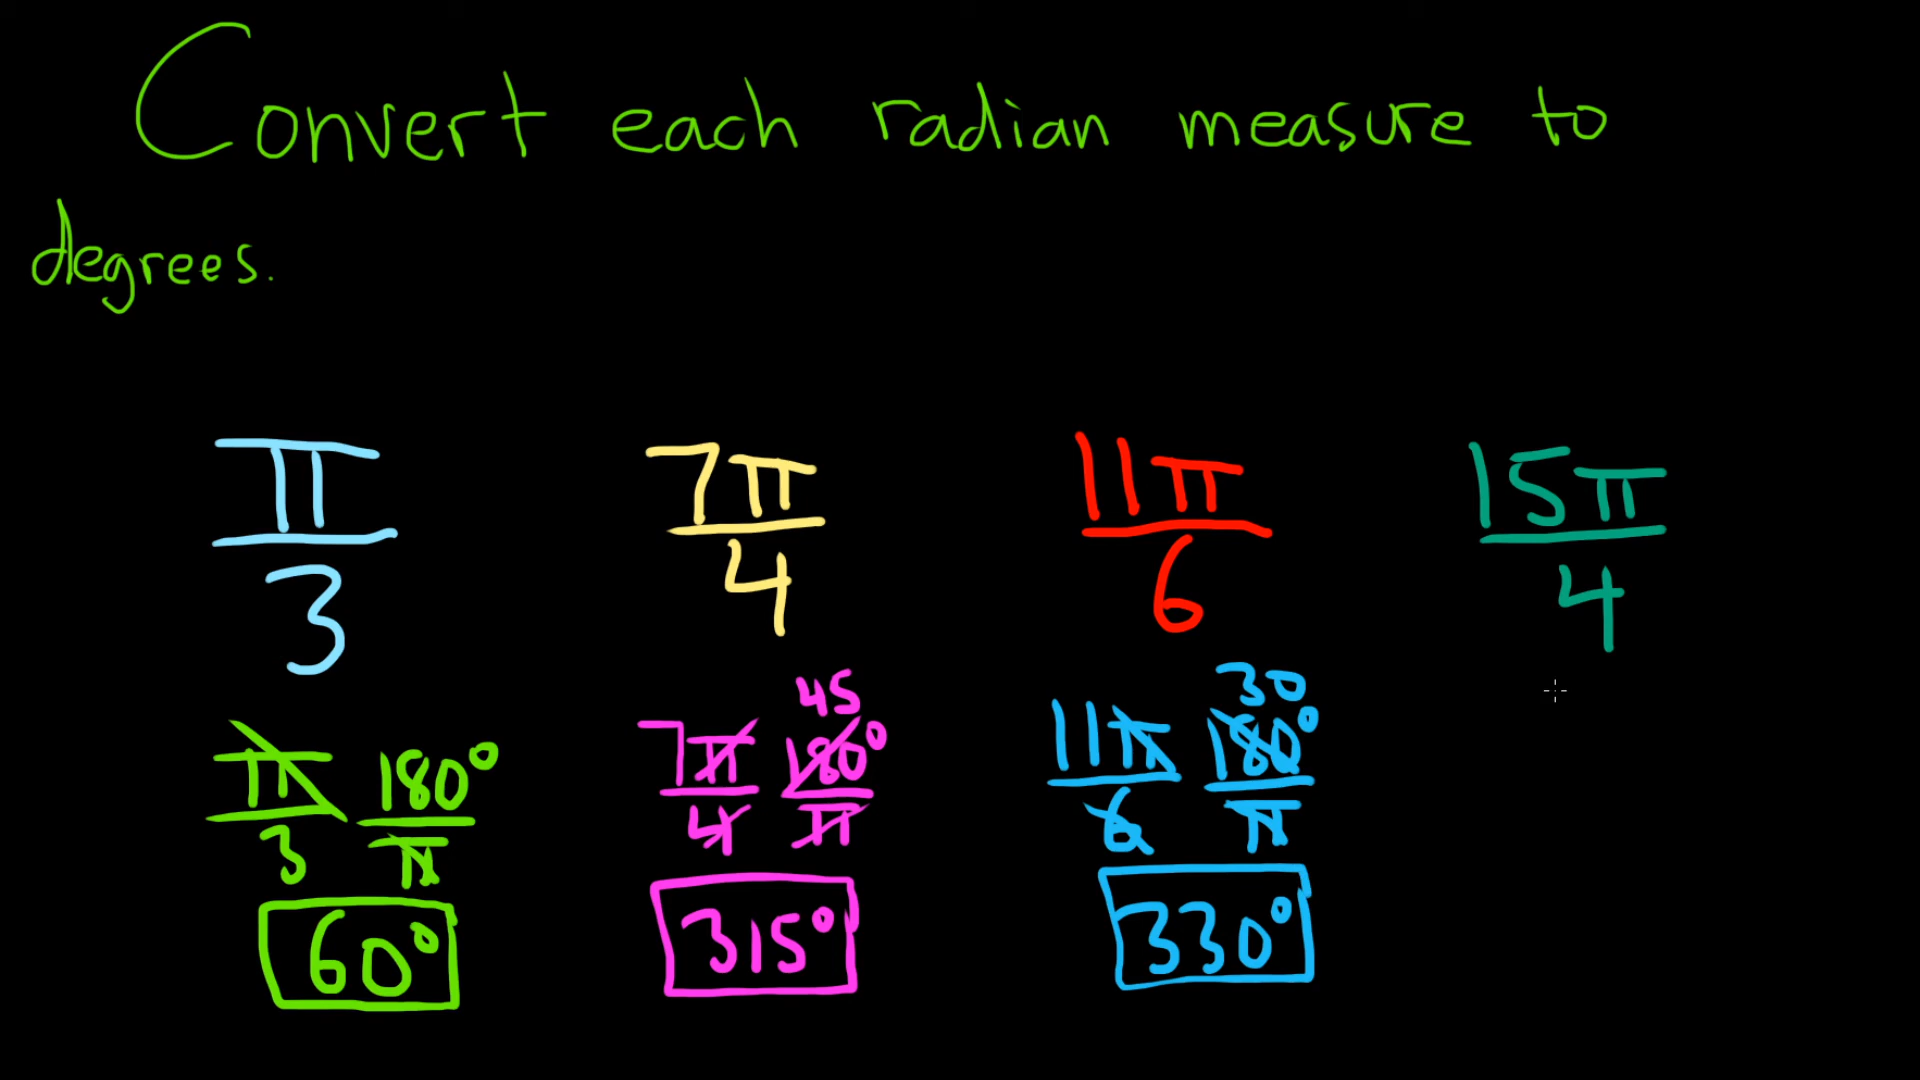 Convert each radian measure to
degrees.
π/3 7π/4 11π/6 15π/4
45 30
π/3 180°/π 7π/4 180°/π 11π/6 180°/π
60° 315° 330°